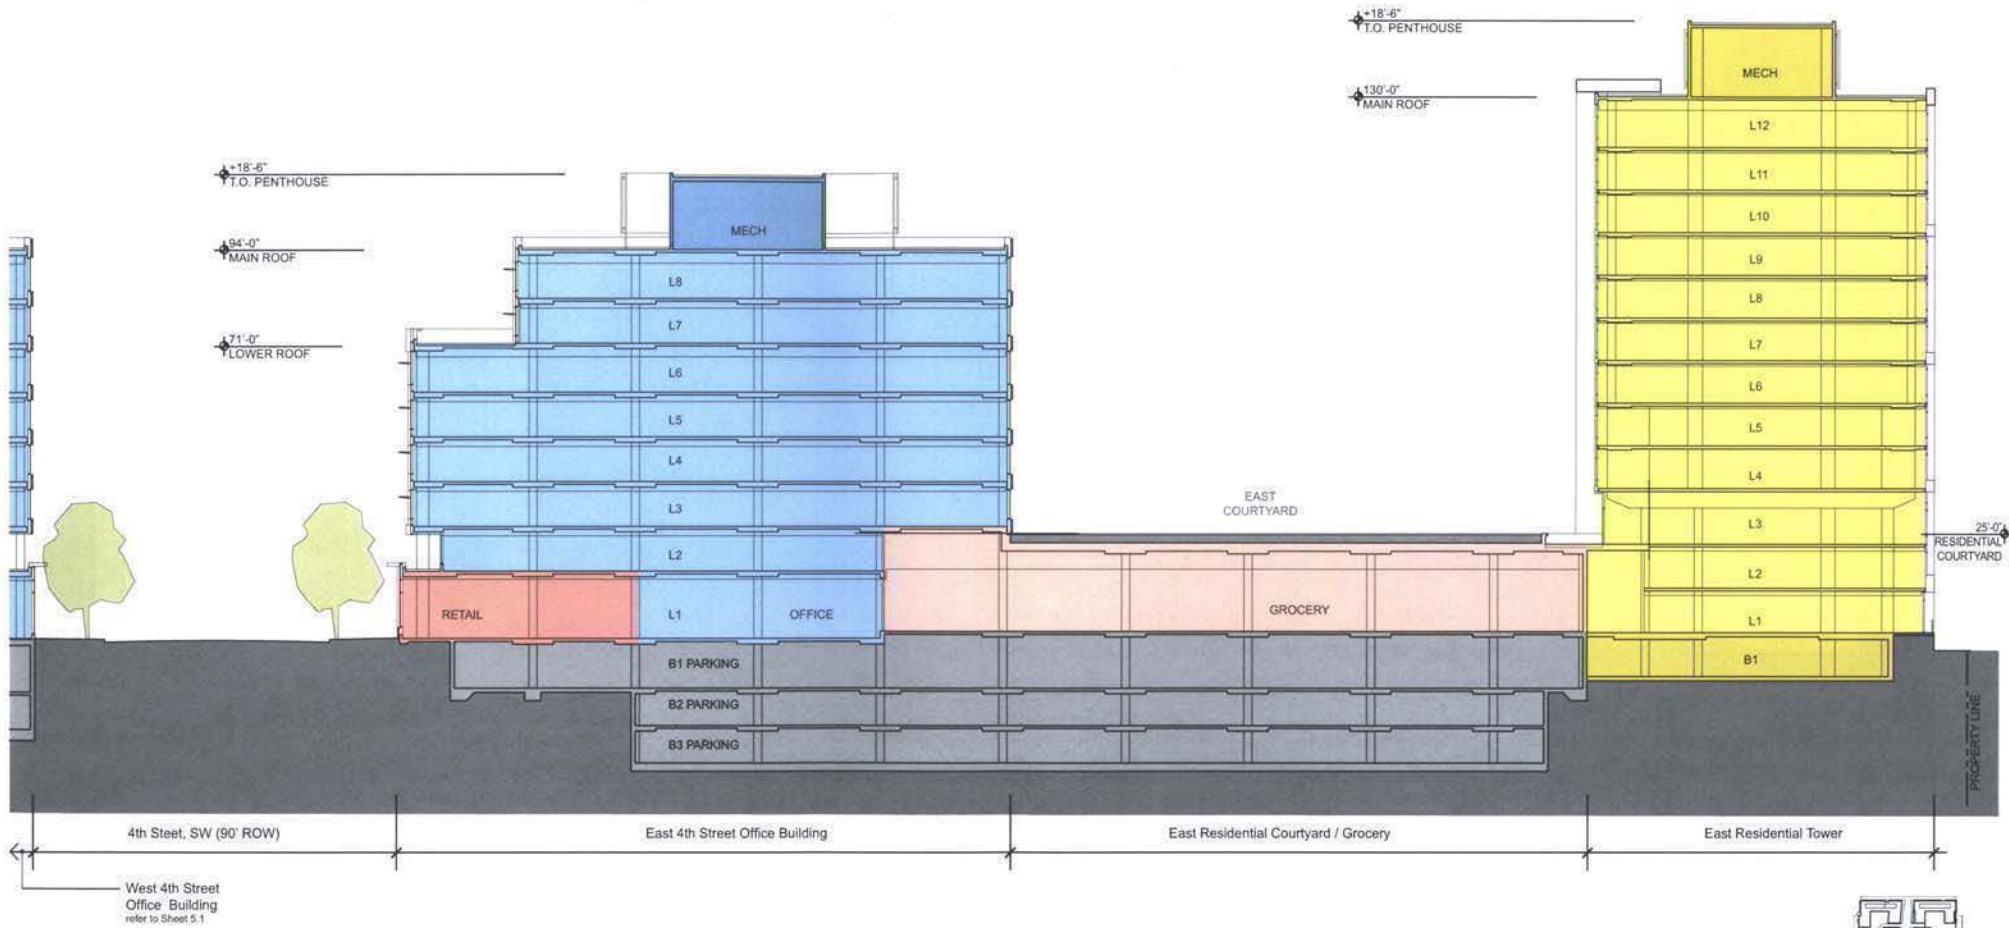 +18'-6"
T.O. PENTHOUSE
130'-0"
MAIN ROOF
MECH
L12
L11
L10
L9
L8
L7
L6
L5
L4
L3
L2
L1
B1
25'-0"
RESIDENTIAL
COURTYARD
PROPERTY LINE
+18'-6"
T.O. PENTHOUSE
94'-0"
MAIN ROOF
71'-0"
LOWER ROOF
MECH
L8
L7
L6
L5
L4
L3
L2
RETAIL
L1
OFFICE
EAST
COURTYARD
GROCERY
B1 PARKING
B2 PARKING
B3 PARKING
4th Steet, SW (90' ROW)
East 4th Street Office Building
East Residential Courtyard / Grocery
East Residential Tower
West 4th Street
Office Building
refer to Sheet 5.1